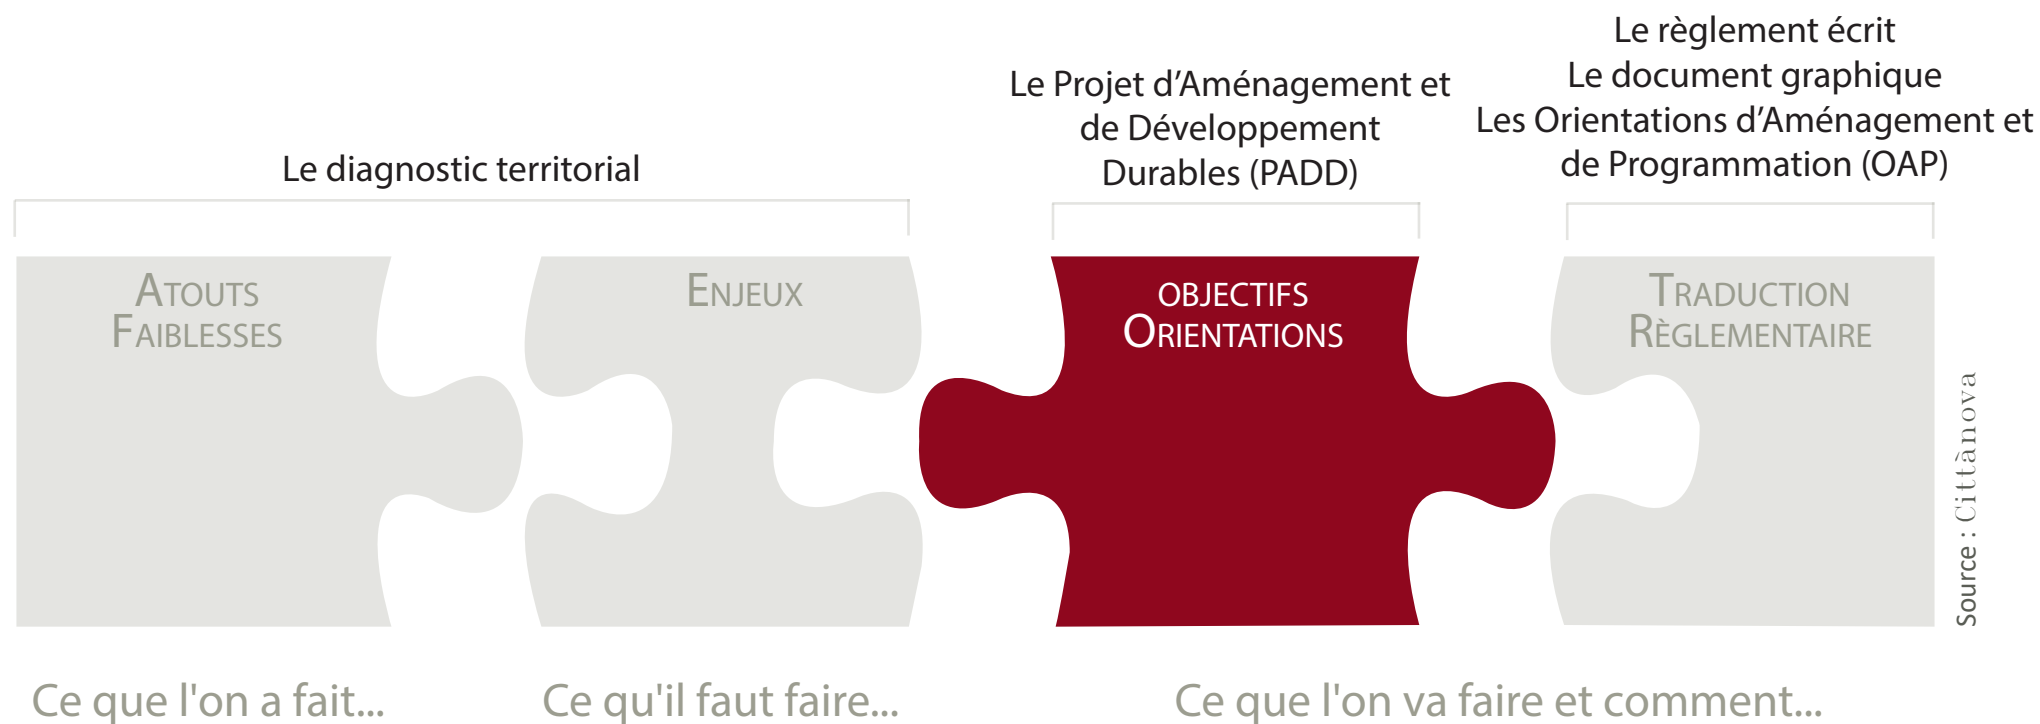 Le diagnostic territorial
Le Projet d’Aménagement et
de Développement
Durables (PADD)
Le règlement écrit
Le document graphique
Les Orientations d’Aménagement et
de Programmation (OAP)
ATOUTS
FAIBLESSES
ENJEUX
OBJECTIFS
ORIENTATIONS
TRADUCTION
RÈGLEMENTAIRE
Source : Cittànova
Ce que l'on a fait...
Ce qu'il faut faire...
Ce que l'on va faire et comment...